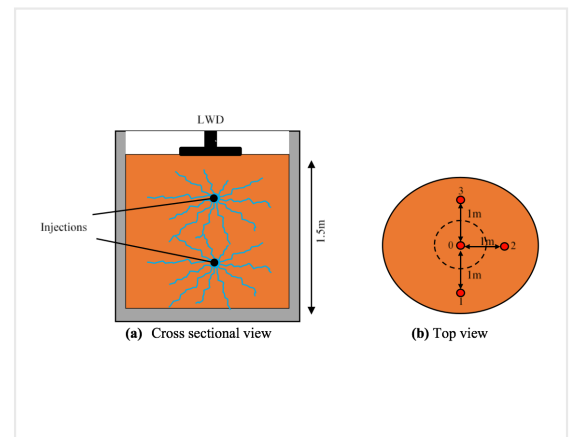 LWD
Injections
1.5m
(a) Cross sectional view
3
1m
0
1m
2
1m
1
(b) Top view